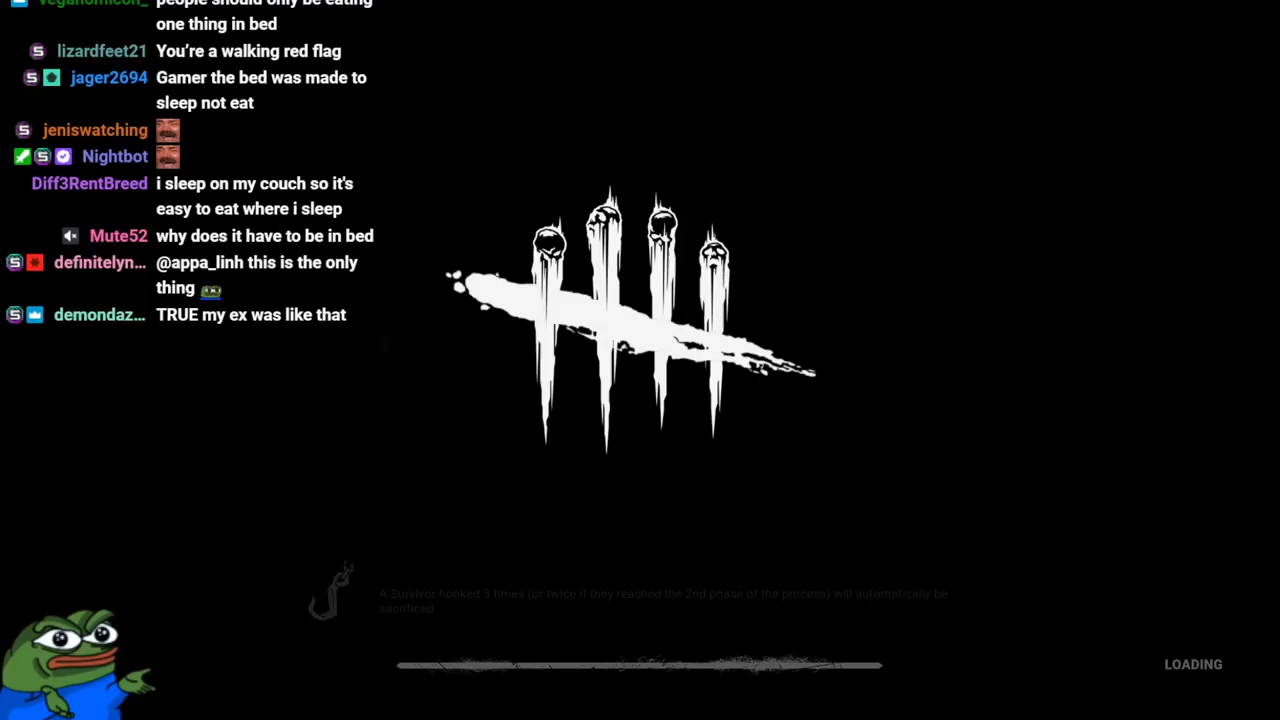 veganomicon_ people should only be eating
one thing in bed
lizardfeet21 You're a walking red flag
jager2694 Gamer the bed was made to
sleep not eat
jeniswatching
Nightbot
Diff3RentBreed i sleep on my couch so it's
easy to eat where i sleep
Mute52 why does it have to be in bed
definitelyn... @appa_linh this is the only
thing
demondaz... TRUE my ex was like that
A Survivor hooked 3 times (or twice if they reached the 2nd phase of the process) will automatically be
sacrificed
LOADING